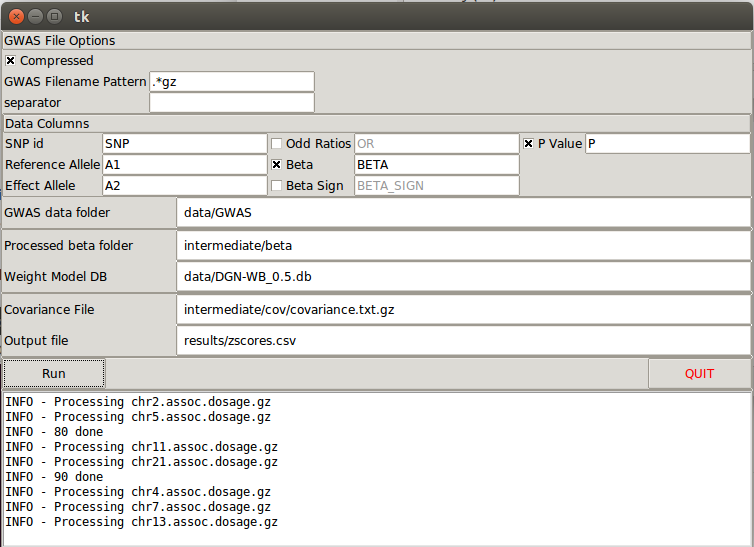 tk
GWAS File Options
Compressed
GWAS Filename Pattern .*gz
separator
Data Columns
SNP id SNP Odd Ratios OR P Value P
Reference Allele A1 Beta BETA
Effect Allele A2 Beta Sign BETA_SIGN
GWAS data folder data/GWAS
Processed beta folder intermediate/beta
Weight Model DB data/DGN-WB_0.5.db
Covariance File intermediate/cov/covariance.txt.gz
Output file results/zscores.csv
Run QUIT
INFO - Processing chr2.assoc.dosage.gz
INFO - Processing chr5.assoc.dosage.gz
INFO - 80 done
INFO - Processing chr11.assoc.dosage.gz
INFO - Processing chr21.assoc.dosage.gz
INFO - 90 done
INFO - Processing chr4.assoc.dosage.gz
INFO - Processing chr7.assoc.dosage.gz
INFO - Processing chr13.assoc.dosage.gz